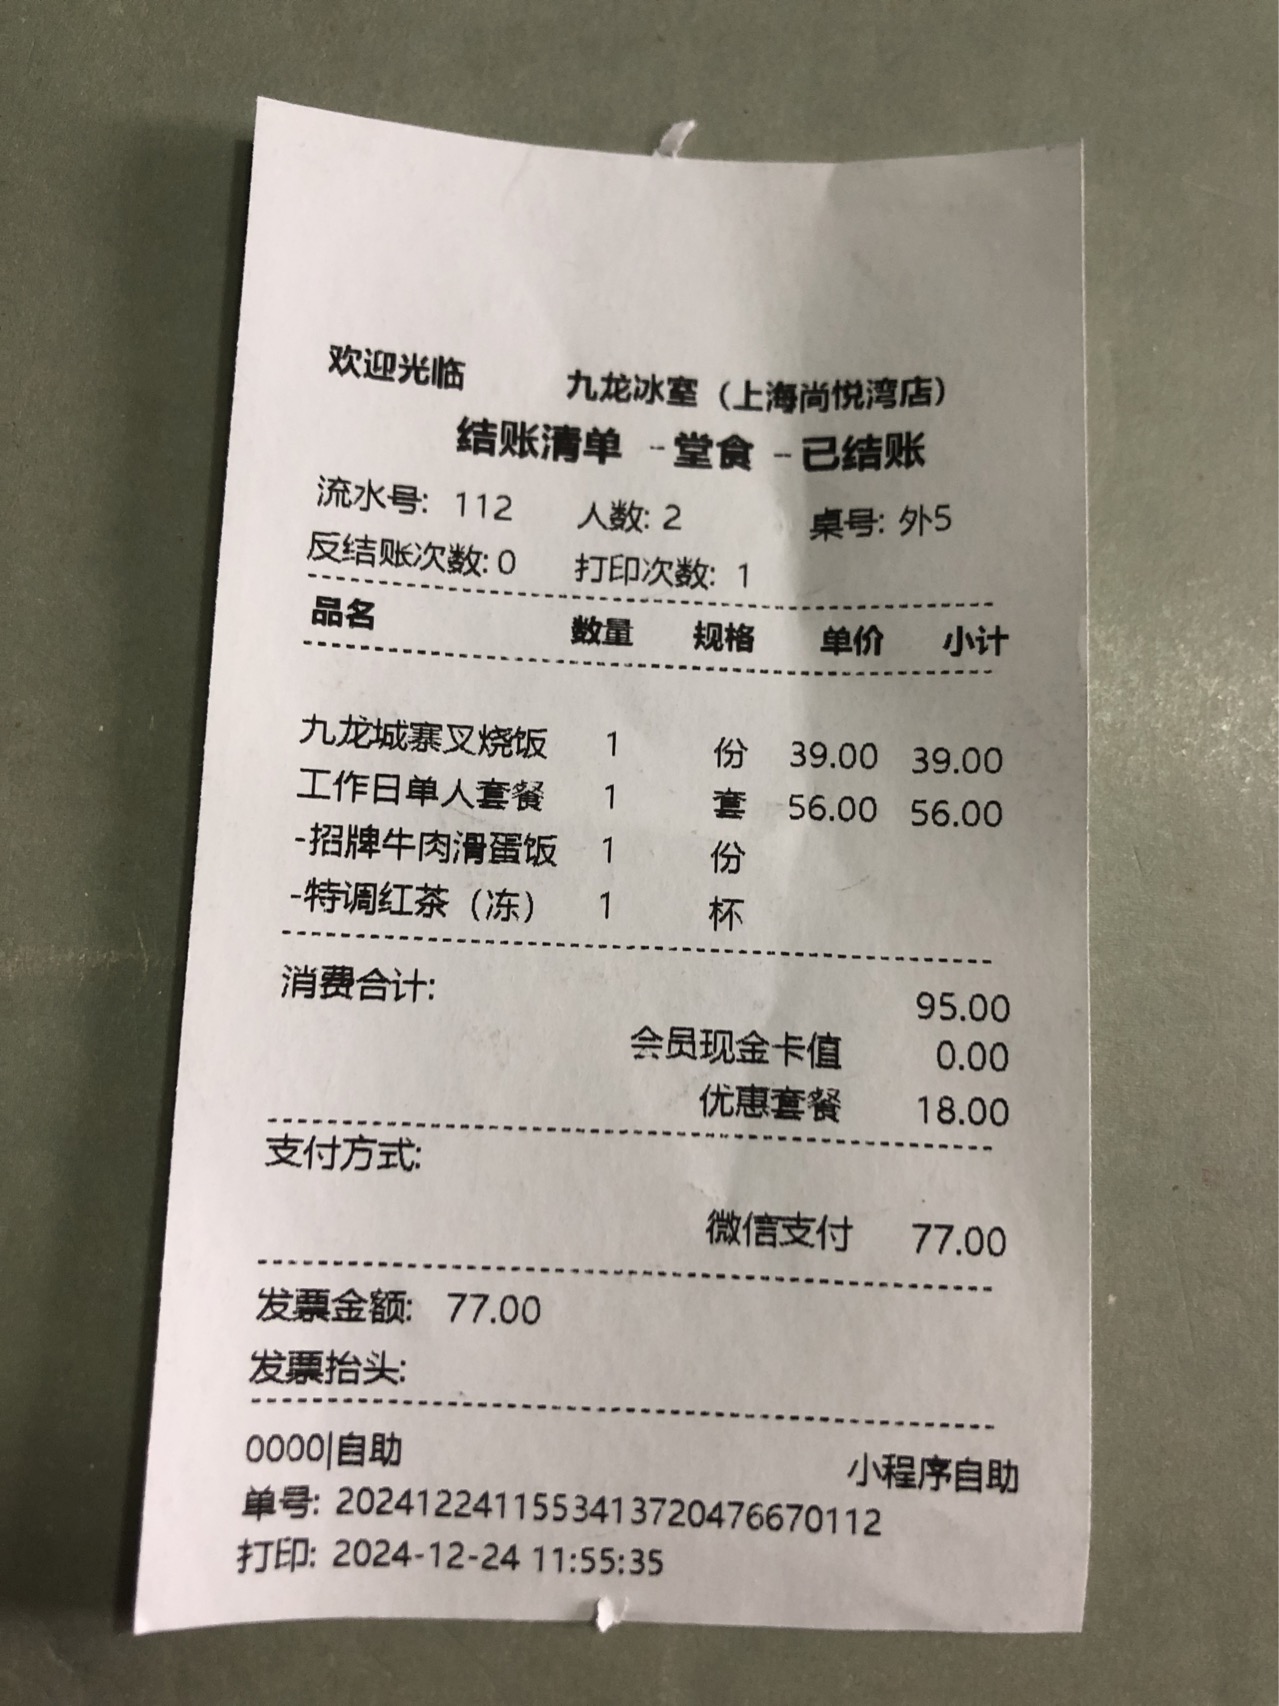 欢迎光临 九龙冰室（上海尚悦湾店）
结账清单 -堂食 -已结账
流水号: 112 人数: 2 桌号: 外5
反结账次数: 0 打印次数: 1
品名 数量 规格 单价 小计
九龙城寨叉烧饭 1 份 39.00 39.00
工作日单人套餐 1 套 56.00 56.00
-招牌牛肉滑蛋饭 1 份
-特调红茶（冻） 1 杯
消费合计: 95.00
会员现金卡值 0.00
优惠套餐 18.00
支付方式:
微信支付 77.00
发票金额: 77.00
发票抬头:
0000|自助 小程序自助
单号: 20241224115534137204766​70112
打印: 2024-12-24 11:55:35